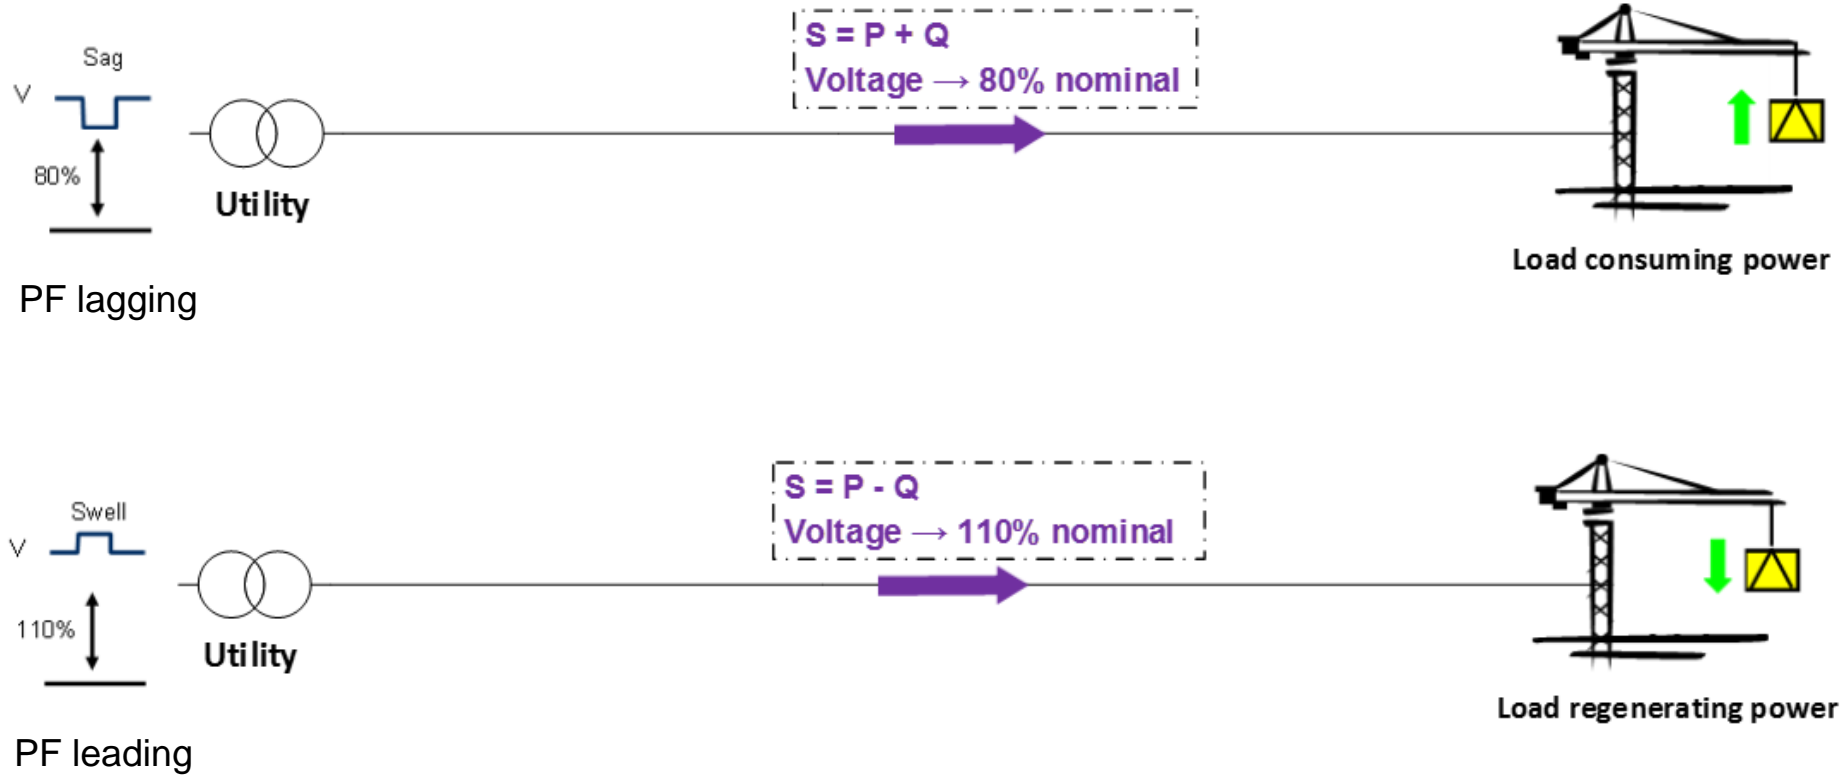 S = P + Q
Voltage → 80% nominal
Sag
V
80%
Utility
Load consuming power
PF lagging
S = P - Q
Voltage → 110% nominal
Swell
V
110%
Utility
Load regenerating power
PF leading